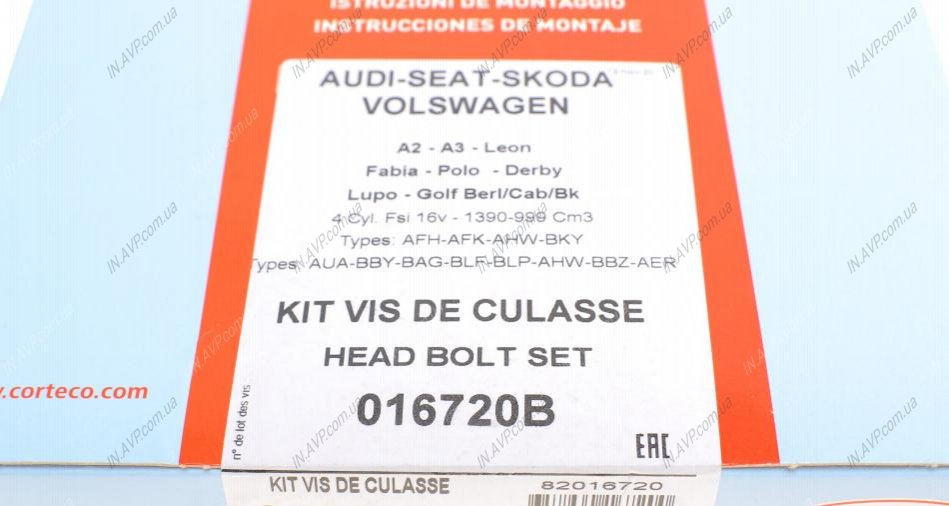 ISTRUZIONI DE MONTAGGIO
INSTRUCCIONES DE MONTAJE
AUDI-SEAT-SKODA
VOLSWAGEN
A2 - A3 - Leon
Fabia - Polo - Derby
Lupo - Golf Berl/Cab/Bk
4 Cyl. Fsi 16v - 1390-999 Cm3
Types: AFH-AFK-AHW-BKY
Types: AUA-BBY-BAG-BLF-BLP-AHW-BBZ-AER
KIT VIS DE CULASSE
HEAD BOLT SET
016720B
.corteco.com
n° de lot des vis
EAC
KIT VIS DE CULASSE
82016720
IN.AVP.com.ua